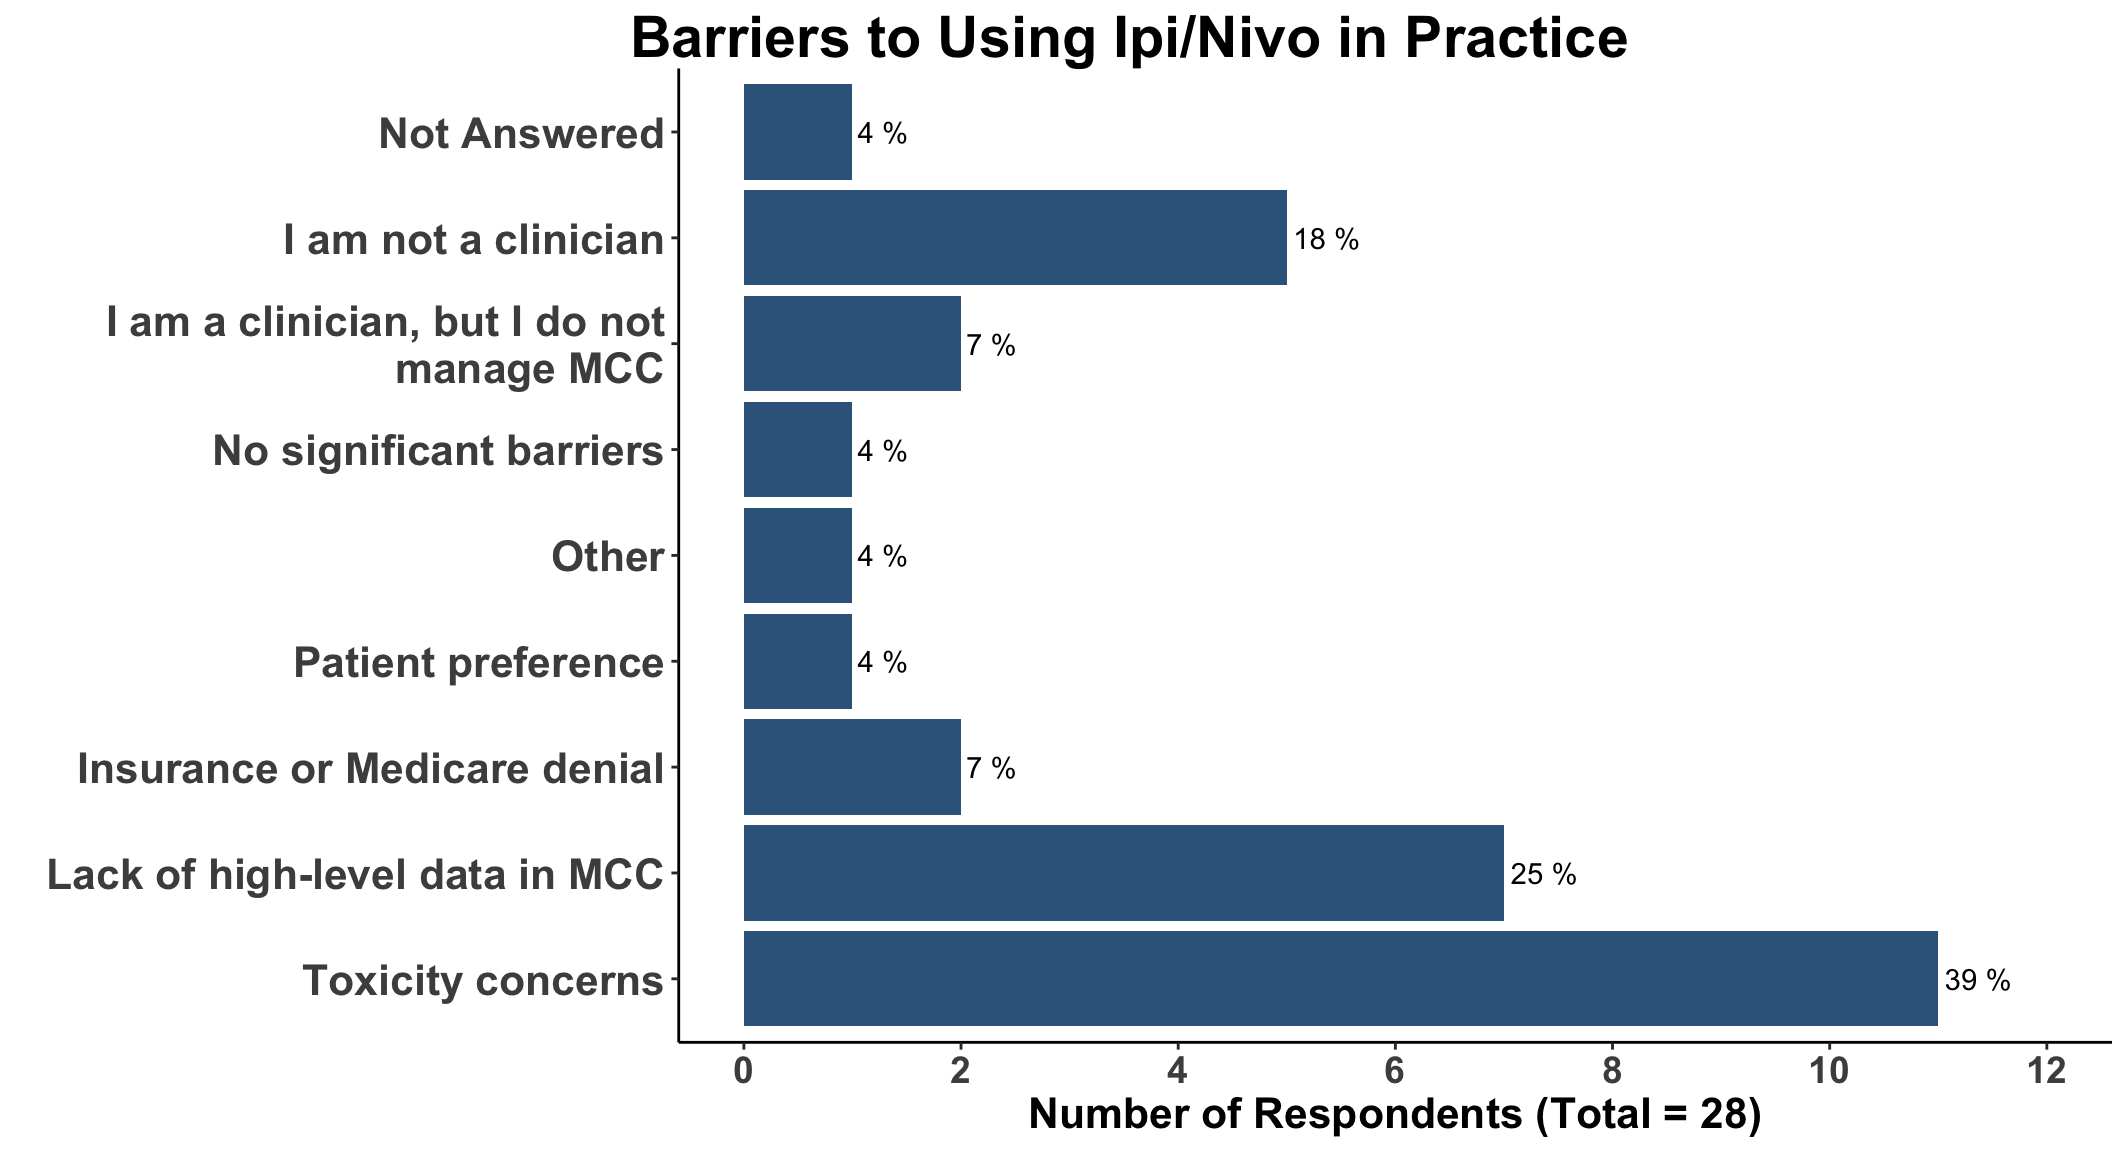 Barriers to Using Ipi/Nivo in Practice
Not Answered
4 %
I am not a clinician
18 %
I am a clinician, but I do not
manage MCC
7 %
No significant barriers
4 %
Other
4 %
Patient preference
4 %
Insurance or Medicare denial
7 %
Lack of high-level data in MCC
25 %
Toxicity concerns
39 %
0 2 4 6 8 10 12
Number of Respondents (Total = 28)